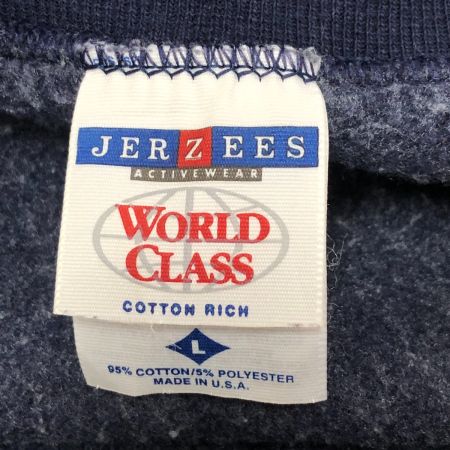 JERZEES
ACTIVEWEAR
WORLD
CLASS
COTTON RICH
L
95% COTTON/5% POLYESTER
MADE IN U.S.A.